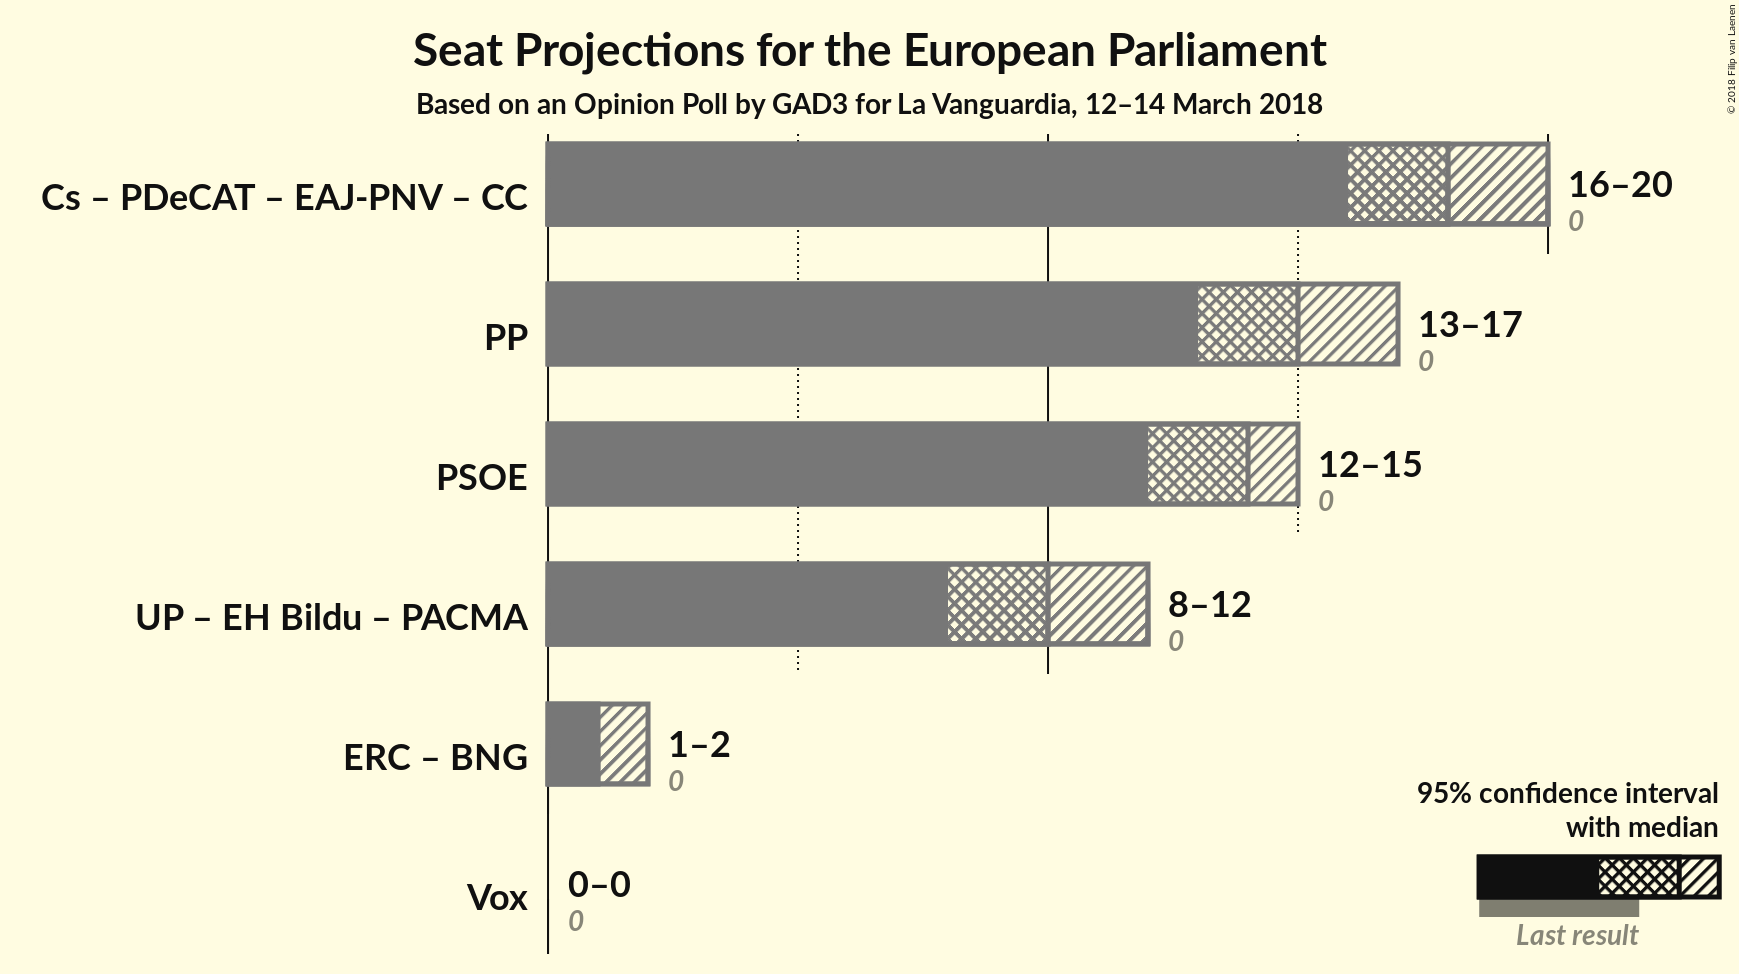 Seat Projections for the European Parliament
Based on an Opinion Poll by GAD3 for La Vanguardia, 12–14 March 2018
© 2018 Filip van Laenen
Cs – PDeCAT – EAJ-PNV – CC
16–20
0
PP
13–17
0
PSOE
12–15
0
UP – EH Bildu – PACMA
8–12
0
ERC – BNG
1–2
0
Vox
0–0
0
95% confidence interval
with median
Last result